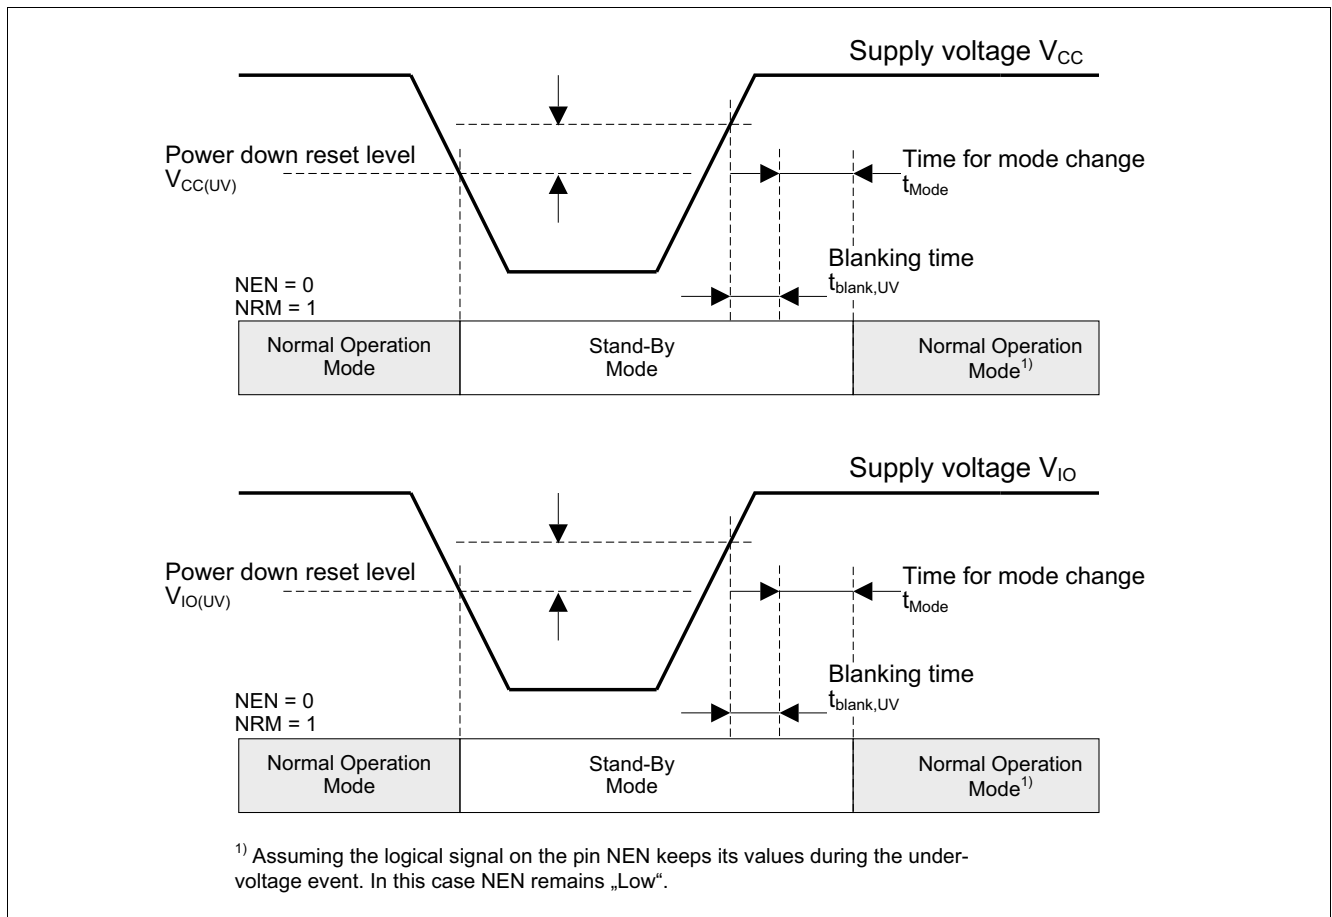 Supply voltage VCC
Power down reset level
VCC(UV)
Time for mode change
tMode
Blanking time
tblank,UV
NEN = 0
NRM = 1
Normal Operation
Mode
Stand-By
Mode
Normal Operation
Mode1)
Supply voltage VIO
Power down reset level
VIO(UV)
Time for mode change
tMode
Blanking time
tblank,UV
NEN = 0
NRM = 1
Normal Operation
Mode
Stand-By
Mode
Normal Operation
Mode1)
1) Assuming the logical signal on the pin NEN keeps its values during the under-
voltage event. In this case NEN remains „Low“.